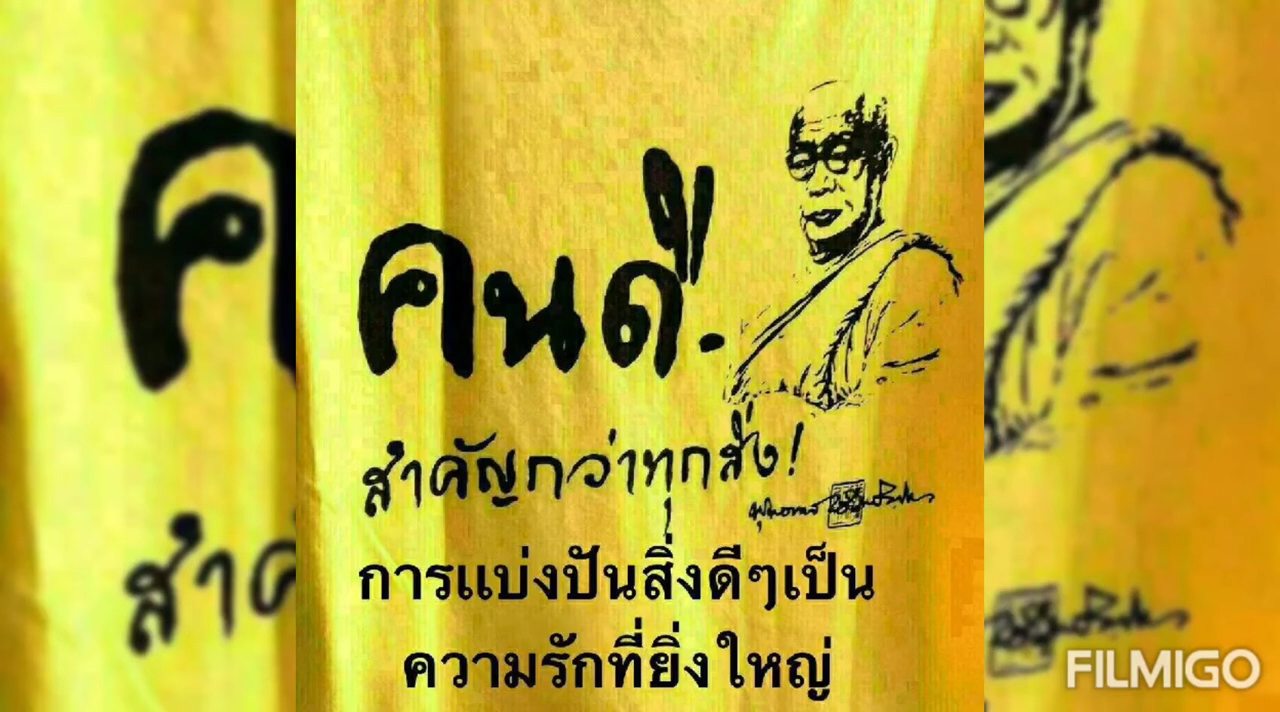 คนดี.
สำคัญกว่าทุกสิ่ง!
การแบ่งปันสิ่งดีๆเป็น
ความรักที่ยิ่งใหญ่
FILMIGO